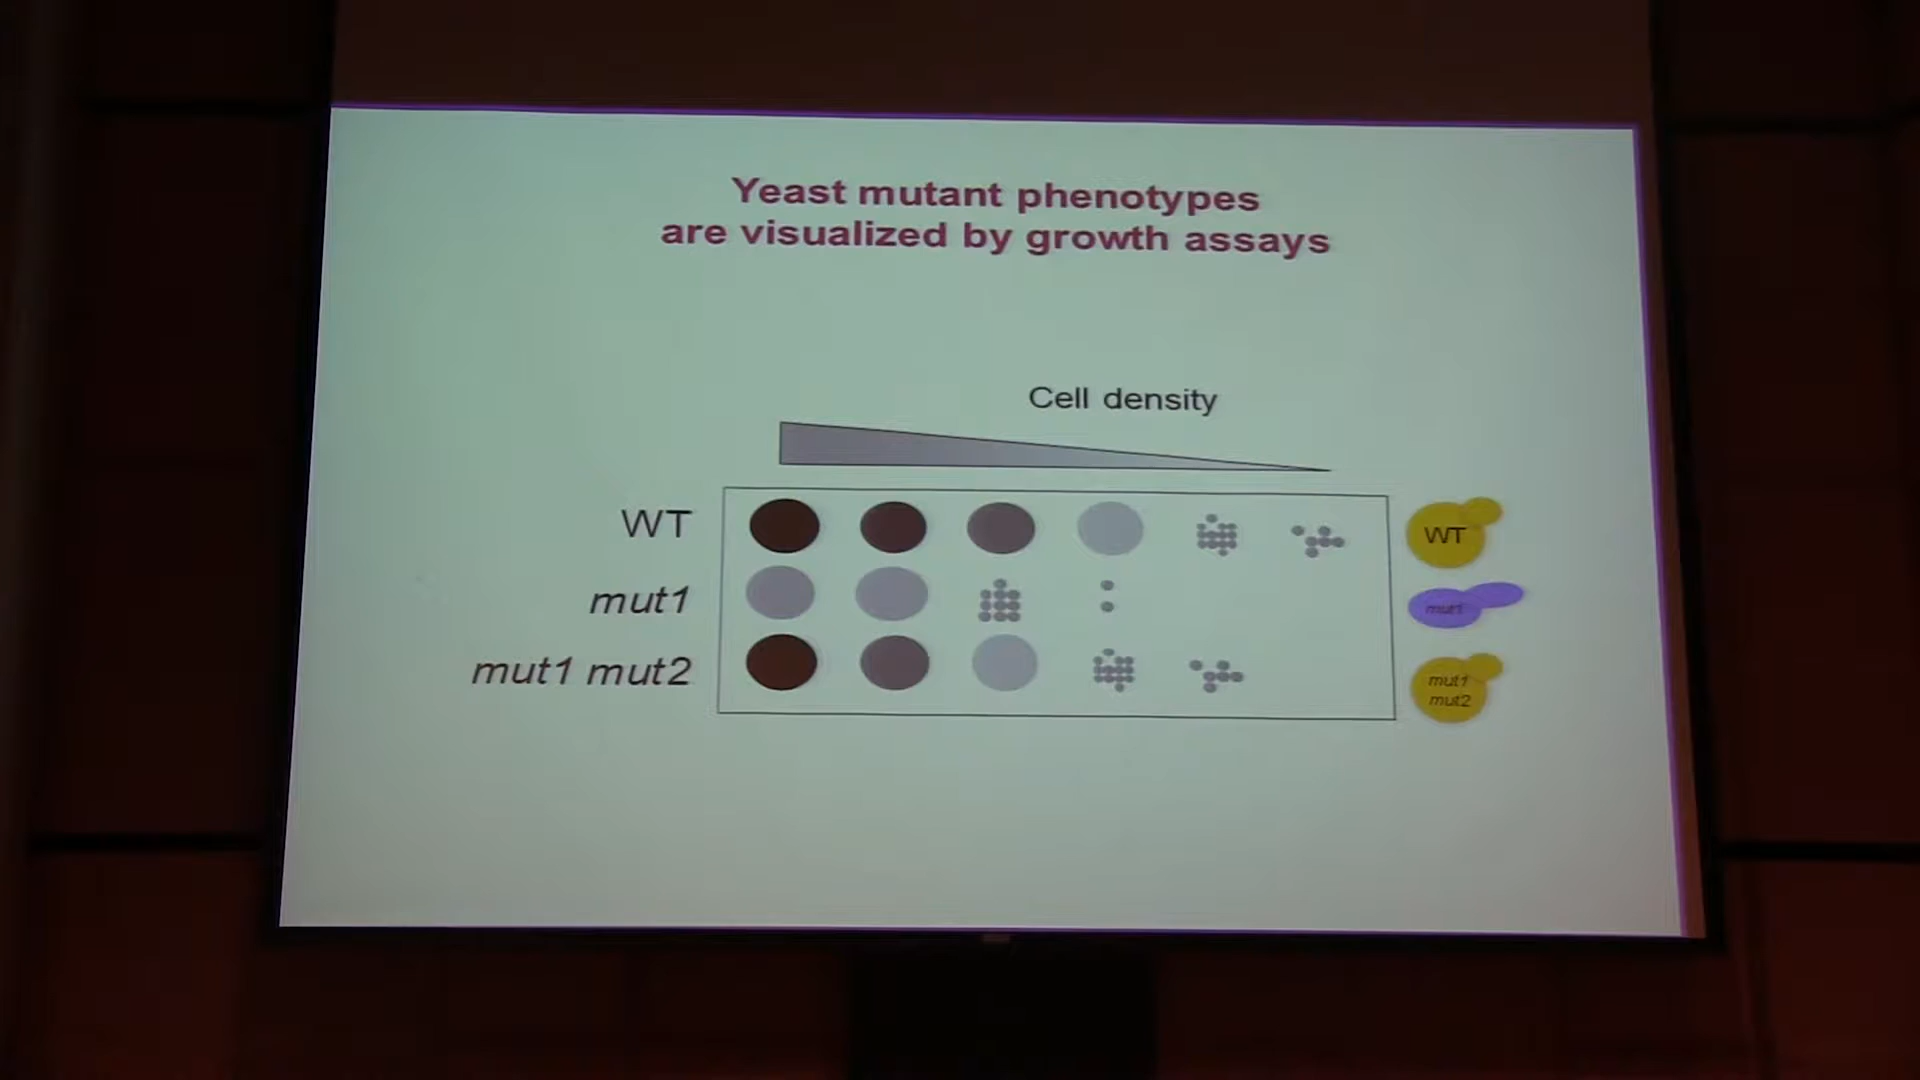 Yeast mutant phenotypes
are visualized by growth assays
Cell density
WT
WT
mut1
mut1
mut1 mut2
mut1
mut2